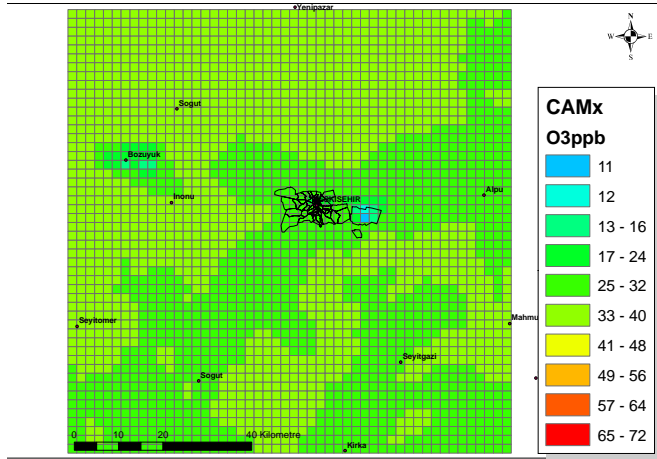 Yenipazar
N
W E
S
Sogut
CAMx
O3ppb
Bozuyuk
11
Inonu
Alpu
ESKISEHIR
12
13 - 16
17 - 24
25 - 32
Seyitomer
Mahmu
33 - 40
Seyitgazi
41 - 48
Sogut
49 - 56
57 - 64
0 10 20 40 Kilometre
Kirka
65 - 72